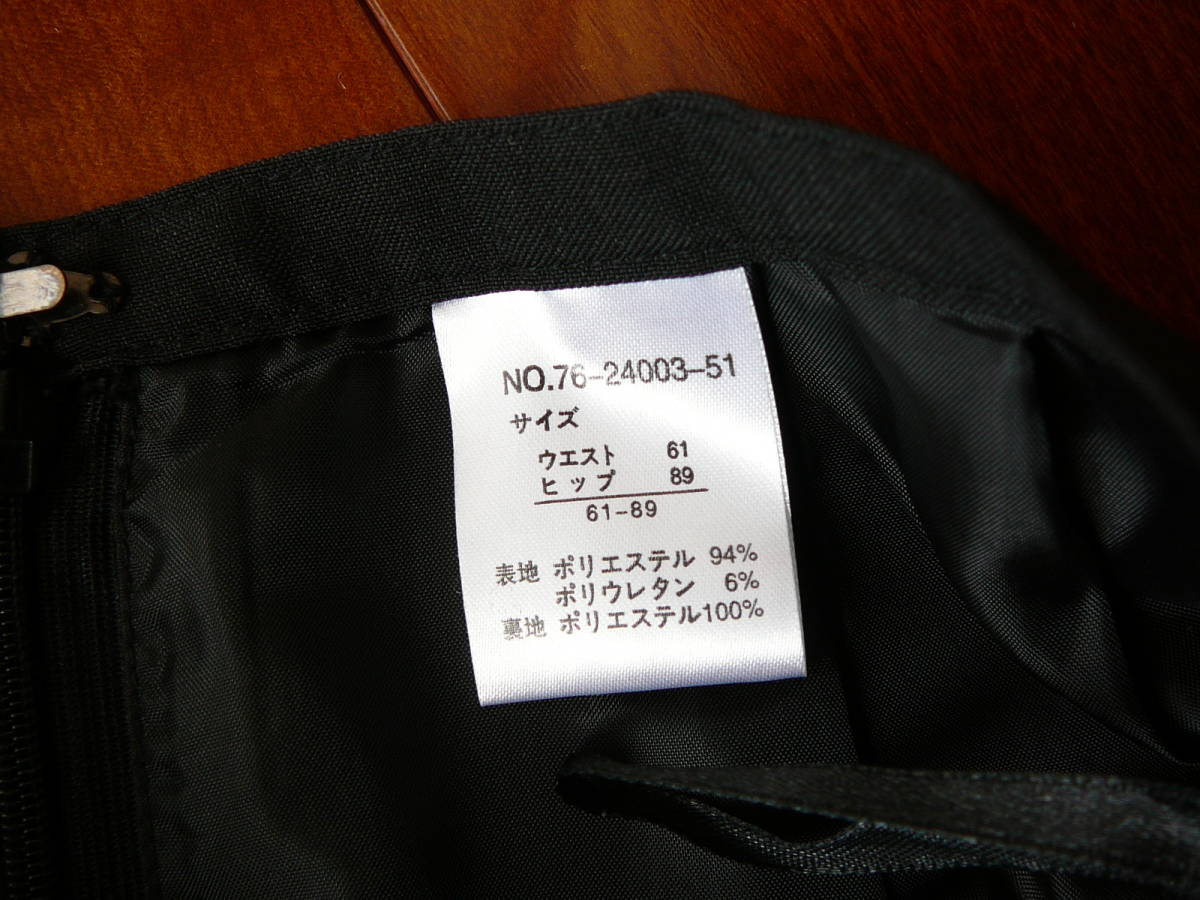 NO.76-24003-51
サイズ
ウエスト 61
ヒップ 89
61-89
表地 ポリエステル 94%
ポリウレタン 6%
裏地 ポリエステル100%